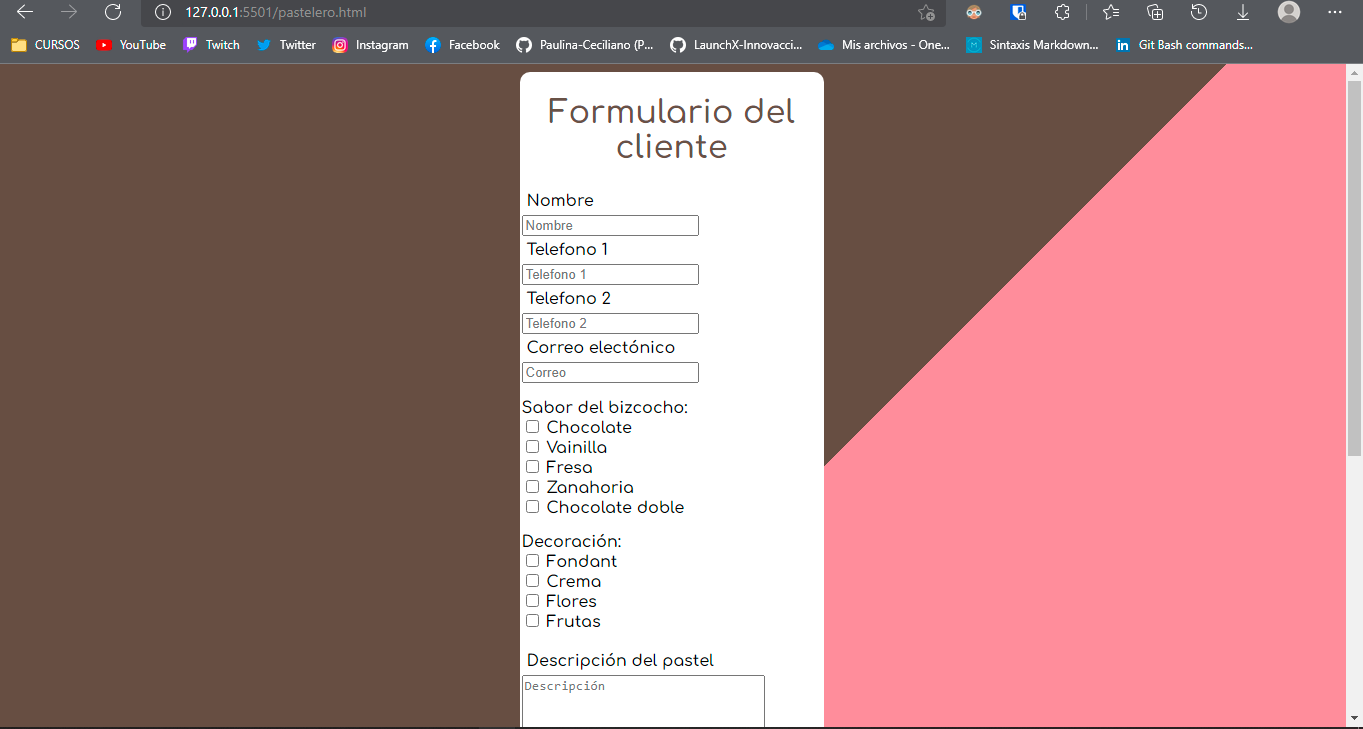 127.0.0.1:5501/pastelero.html
CURSOS YouTube Twitch Twitter Instagram Facebook Paulina-Ceciliano (P... LaunchX-Innovacci... Mis archivos - One... Sintaxis Markdown... Git Bash commands...
Formulario del
cliente
Nombre
Nombre
Telefono 1
Telefono 1
Telefono 2
Telefono 2
Correo electónico
Correo
Sabor del bizcocho:
Chocolate
Vainilla
Fresa
Zanahoria
Chocolate doble
Decoración:
Fondant
Crema
Flores
Frutas
Descripción del pastel
Descripción